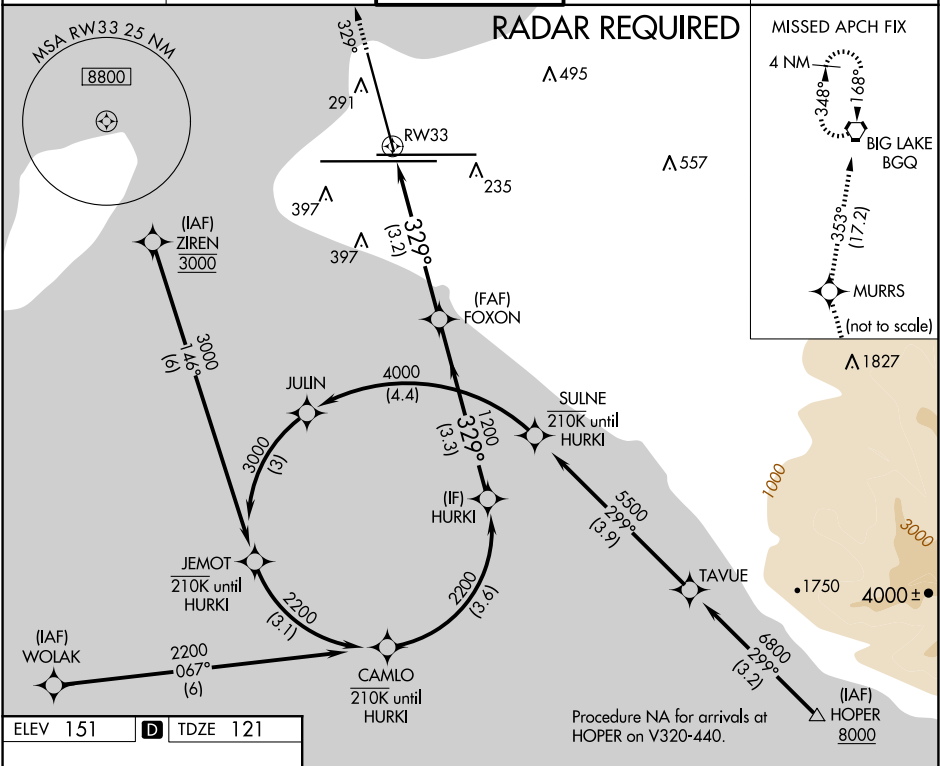 RADAR REQUIRED
MSA RW33 25 NM
8800
329°
291
495
RW33
235
557
397
397
MISSED APCH FIX
4 NM
348°
168°
BIG LAKE
BGQ
353°
(17.2)
MURRS
(not to scale)
(IAF)
ZIREN
3000
3000
146°
(6)
329°
(3.2)
(FAF)
FOXON
1827
JULIN
4000
(4.4)
SULNE
210K until
HURKI
3000
(3)
1200
329°
(3.3)
(IF)
HURKI
5500
299°
(3.9)
1000
3000
JEMOT
210K until
HURKI
2200
(3.1)
2200
(3.6)
TAVUE
1750
4000 ±
(IAF)
WOLAK
2200
067°
(6)
CAMLO
210K until
HURKI
6800
299°
(3.2)
(IAF)
HOPER
8000
Procedure NA for arrivals at
HOPER on V320-440.
ELEV 151 D TDZE 121